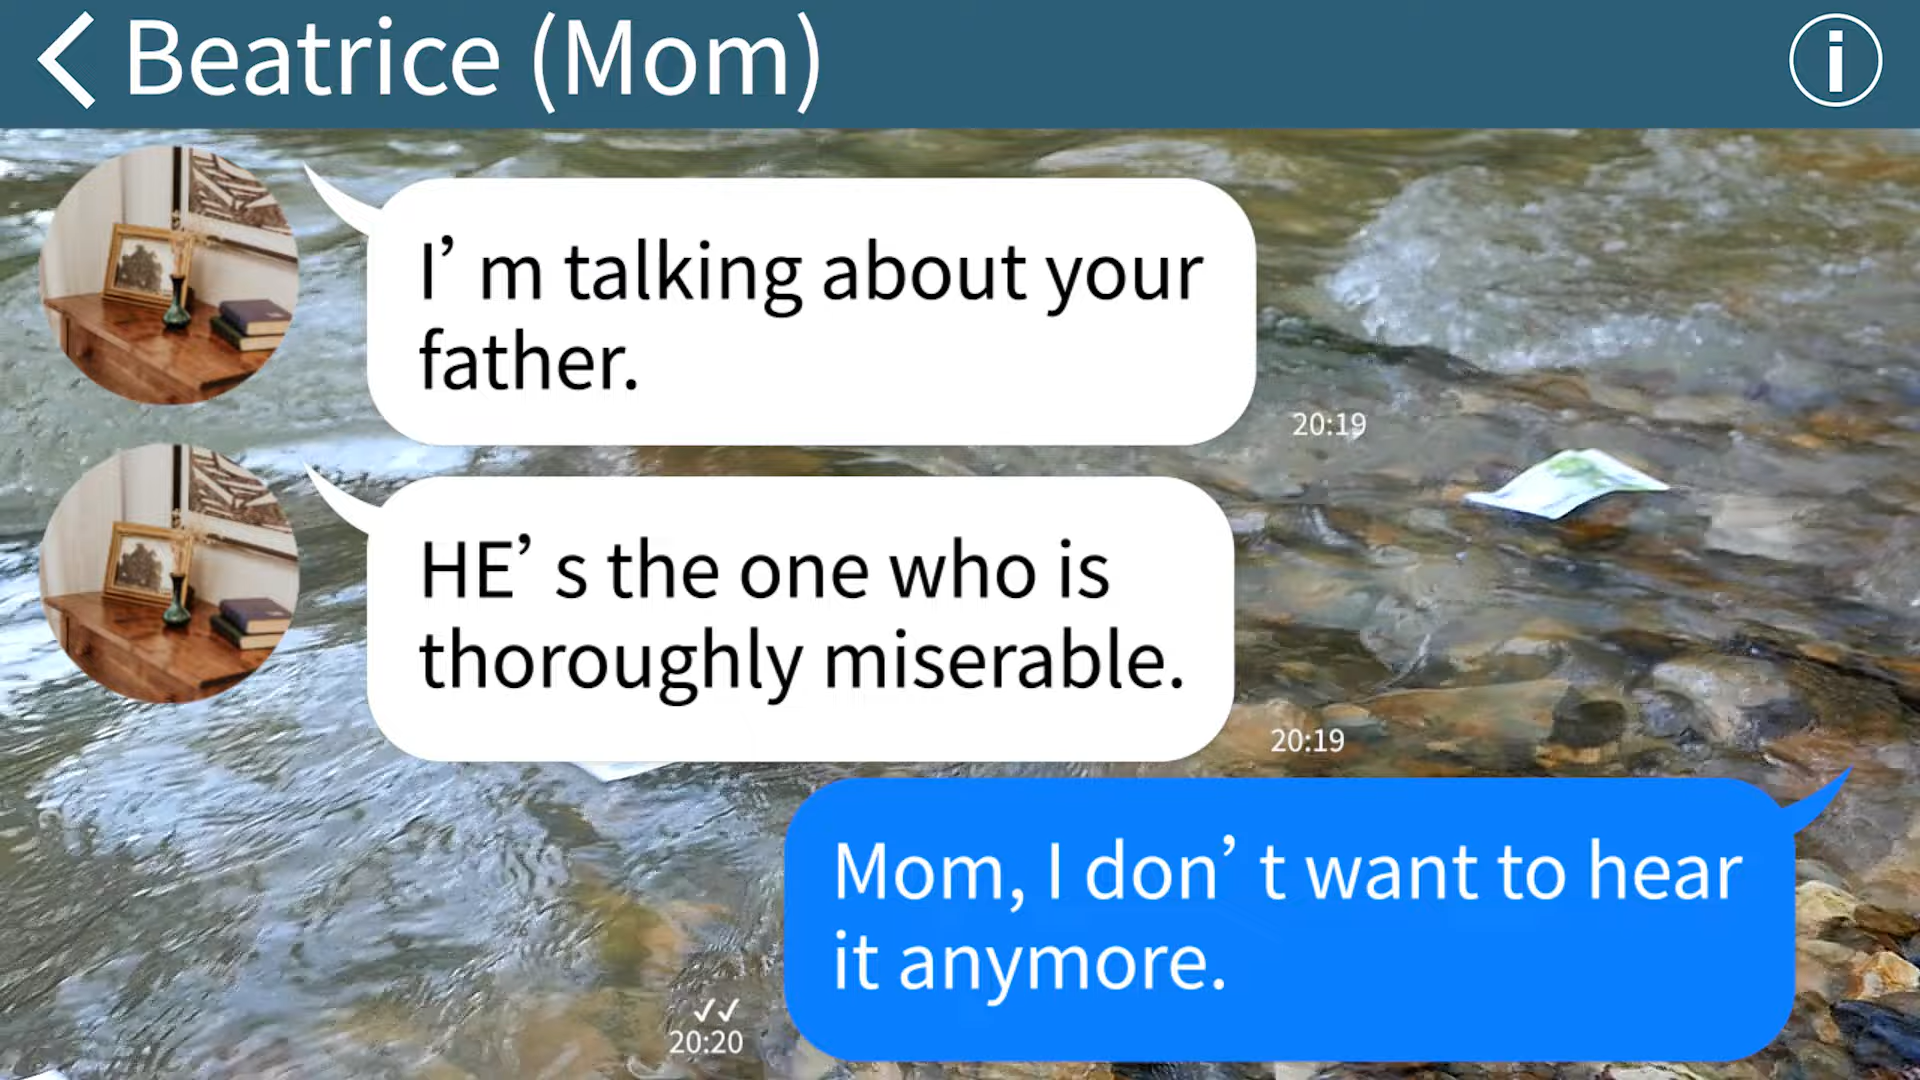 Beatrice (Mom)
I’m talking about your
father.
20:19
HE’s the one who is
thoroughly miserable.
20:19
Mom, I don’t want to hear
it anymore.
20:20